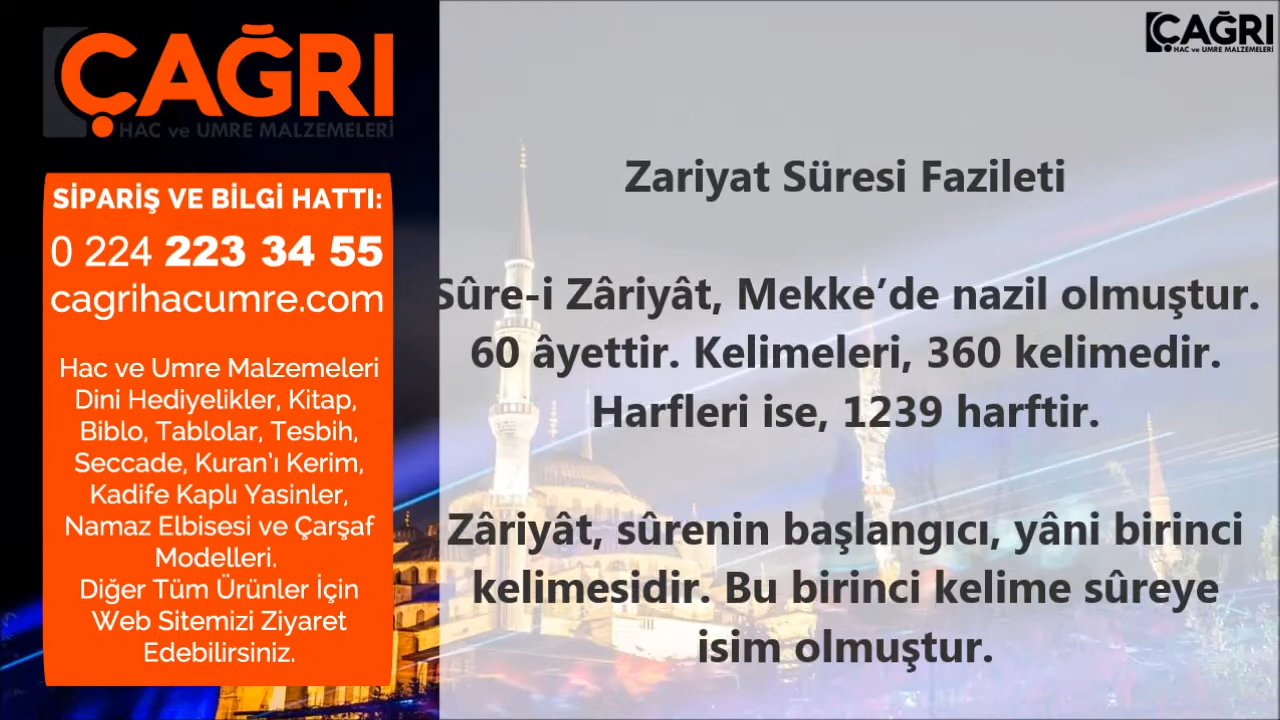 ÇAĞRI
HAC ve UMRE MALZEMELERİ
SİPARİŞ VE BİLGİ HATTI:
0 224 223 34 55
cagrihacumre.com
Hac ve Umre Malzemeleri
Dini Hediyelikler, Kitap,
Biblo, Tablolar, Tesbih,
Seccade, Kuran’ı Kerim,
Kadife Kaplı Yasinler,
Namaz Elbisesi ve Çarşaf
Modelleri.
Diğer Tüm Ürünler İçin
Web Sitemizi Ziyaret
Edebilirsiniz.
ÇAĞRI
HAC ve UMRE MALZEMELERİ
Zariyat Süresi Fazileti
Sûre-i Zâriyât, Mekke’de nazil olmuştur.
60 âyettir. Kelimeleri, 360 kelimedir.
Harfleri ise, 1239 harftir.
Zâriyât, sûrenin başlangıcı, yâni birinci
kelimesidir. Bu birinci kelime sûreye
isim olmuştur.